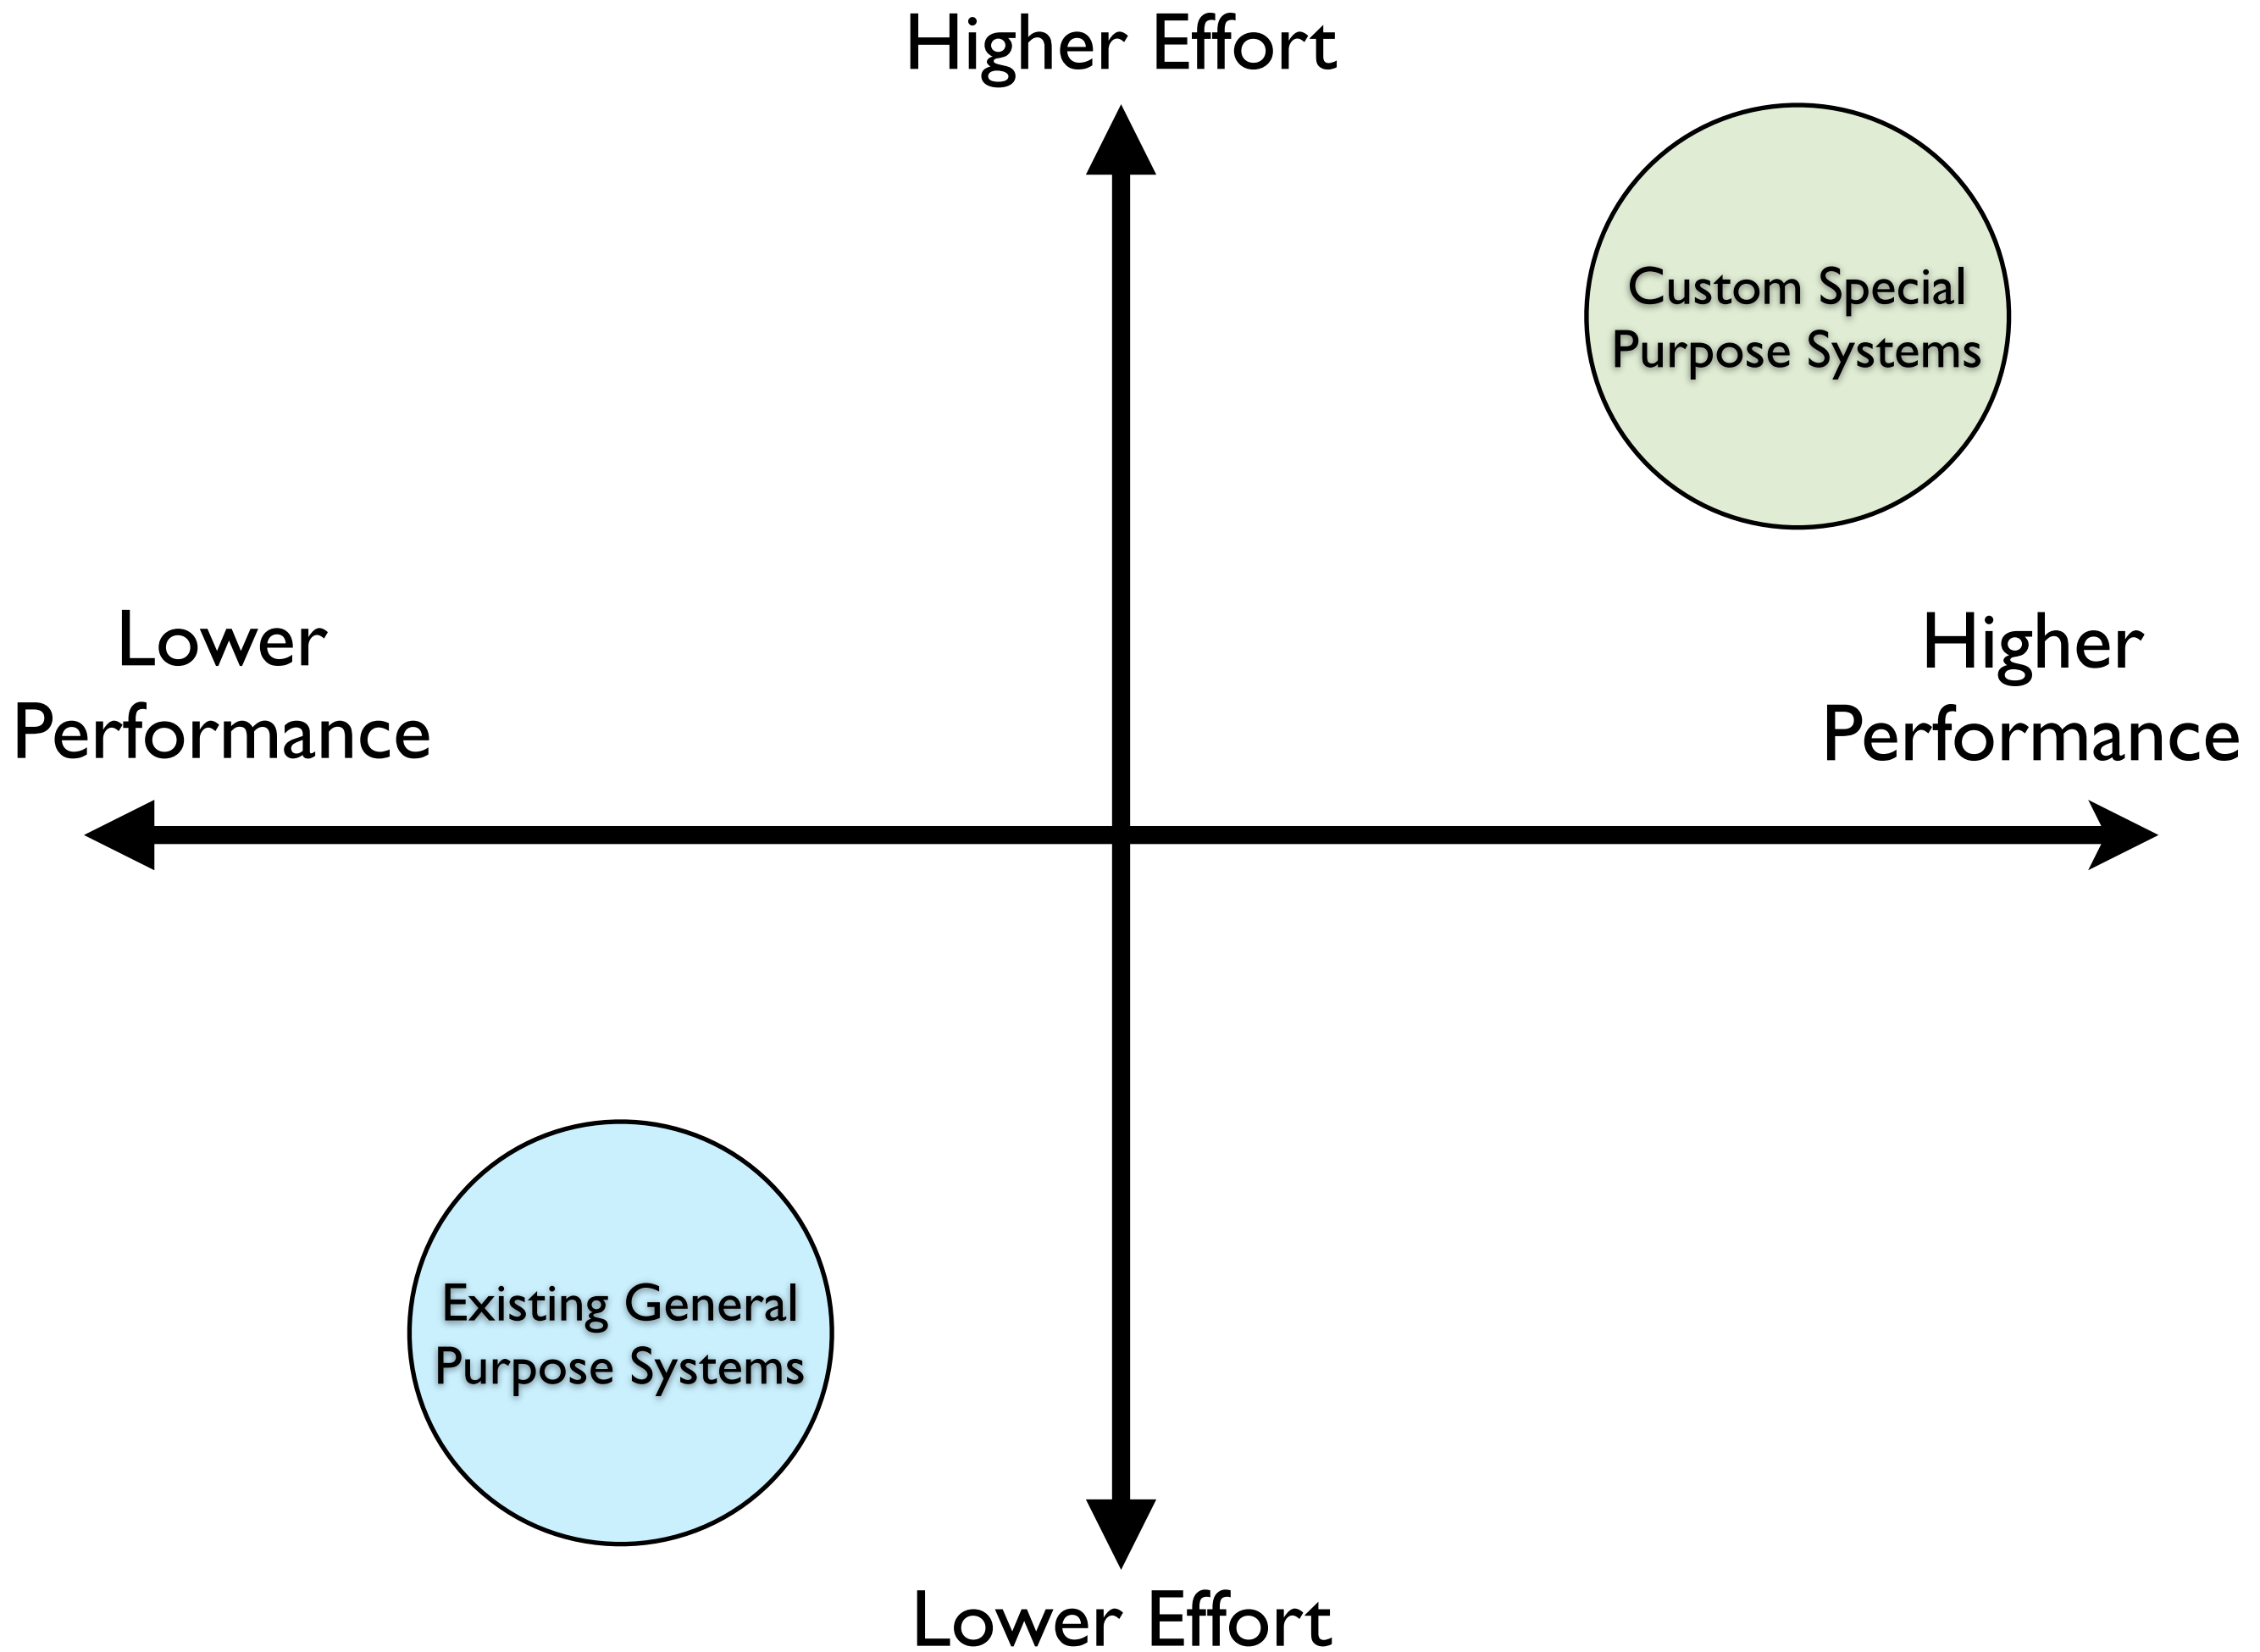 Higher Effort
Custom Special
Purpose Systems
Lower
Performance
Higher
Performance
Existing General
Purpose Systems
Lower Effort